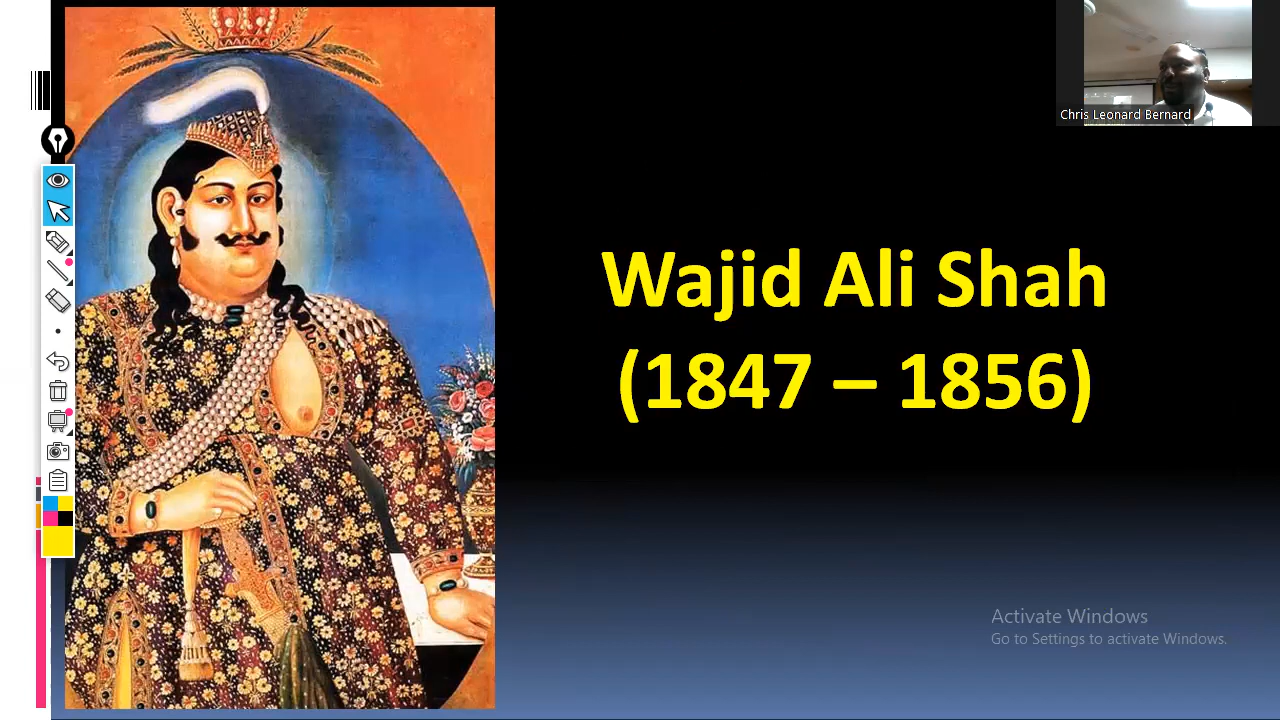 Chris Leonard Bernard
Wajid Ali Shah
(1847 – 1856)
Activate Windows
Go to Settings to activate Windows.